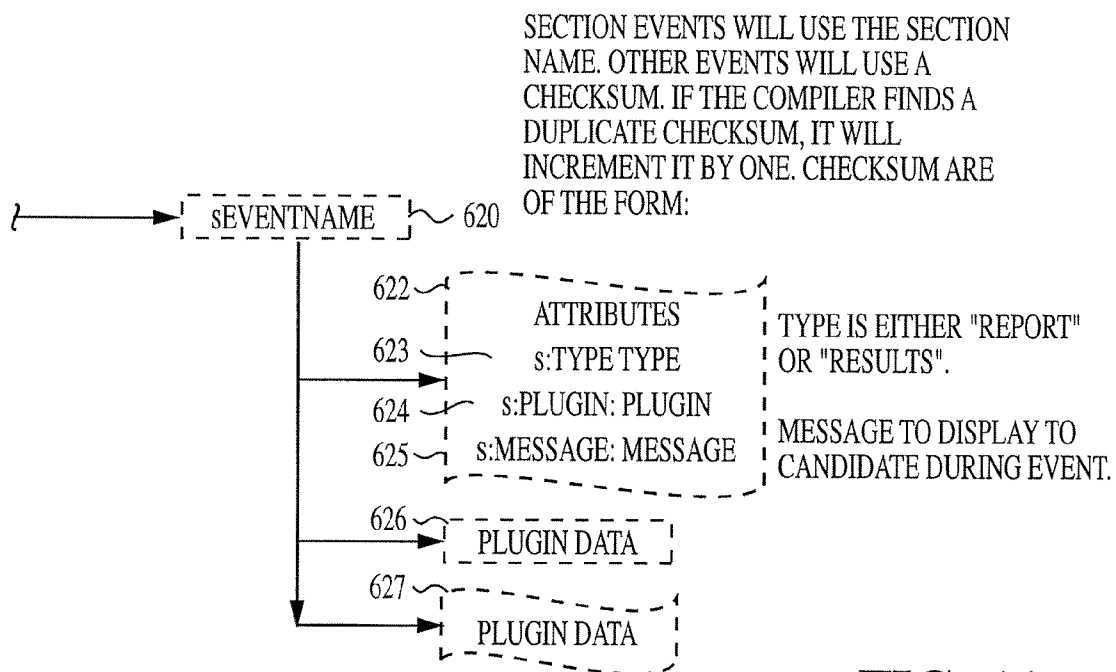 SECTION EVENTS WILL USE THE SECTION
NAME. OTHER EVENTS WILL USE A
CHECKSUM. IF THE COMPILER FINDS A
DUPLICATE CHECKSUM, IT WILL
INCREMENT IT BY ONE. CHECKSUM ARE
OF THE FORM:
sEVENTNAME
620
622
ATTRIBUTES
623
s:TYPE TYPE
624
s:PLUGIN: PLUGIN
625
s:MESSAGE: MESSAGE
TYPE IS EITHER "REPORT"
OR "RESULTS".
MESSAGE TO DISPLAY TO
CANDIDATE DURING EVENT.
626
PLUGIN DATA
627
PLUGIN DATA